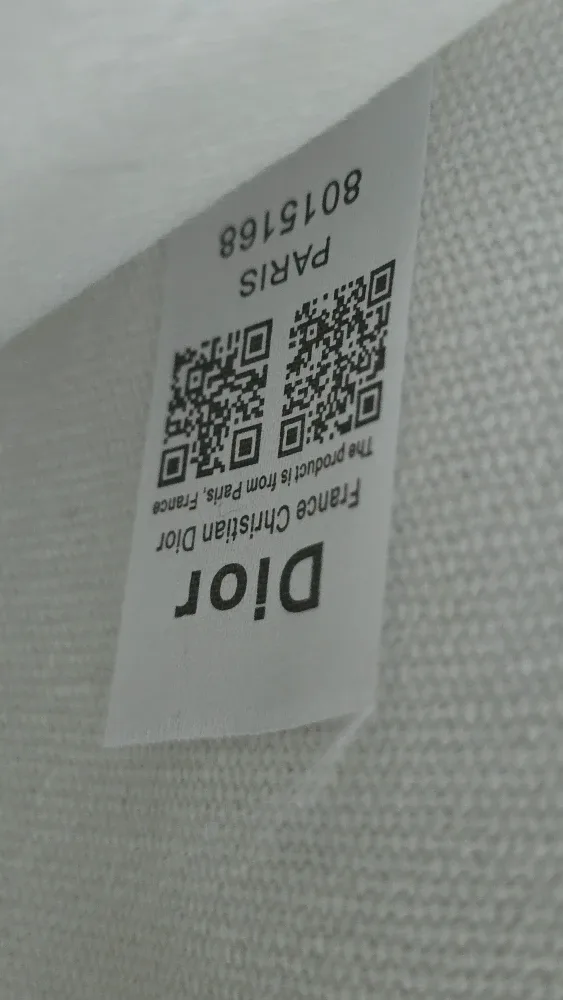 Dior
France Christian Dior
The product is from Paris, France
PARIS
8015168